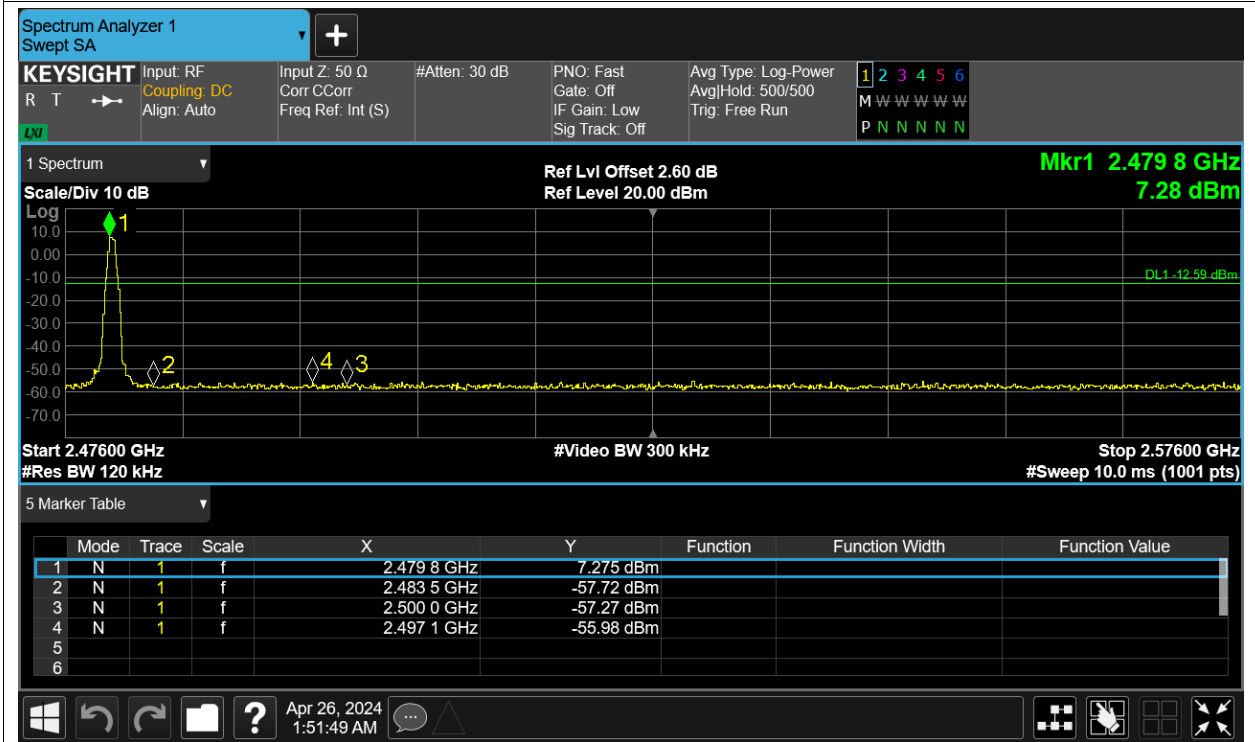 Spectrum Analyzer 1
Swept SA
+
KEYSIGHT Input: RF Input Z: 50 Ω #Atten: 30 dB PNO: Fast Avg Type: Log-Power 1 2 3 4 5 6
R T Coupling: DC Corr CCorr Gate: Off Avg|Hold: 500/500 M W W W W W
Align: Auto Freq Ref: Int (S) IF Gain: Low Trig: Free Run
LXI Sig Track: Off P N N N N N
1 Spectrum Ref Lvl Offset 2.60 dB Mkr1 2.479 8 GHz
Scale/Div 10 dB Ref Level 20.00 dBm 7.28 dBm
Log
1
10.0
0.00
-10.0 DL1 -12.59 dBm
-20.0
-30.0
-40.0
2 4 3
-50.0
-60.0
-70.0
Start 2.47600 GHz #Video BW 300 kHz Stop 2.57600 GHz
#Res BW 120 kHz #Sweep 10.0 ms (1001 pts)
5 Marker Table
Mode Trace Scale X Y Function Function Width Function Value
1 N 1 f 2.479 8 GHz 7.275 dBm
2 N 1 f 2.483 5 GHz -57.72 dBm
3 N 1 f 2.500 0 GHz -57.27 dBm
4 N 1 f 2.497 1 GHz -55.98 dBm
5
6
? Apr 26, 2024
1:51:49 AM